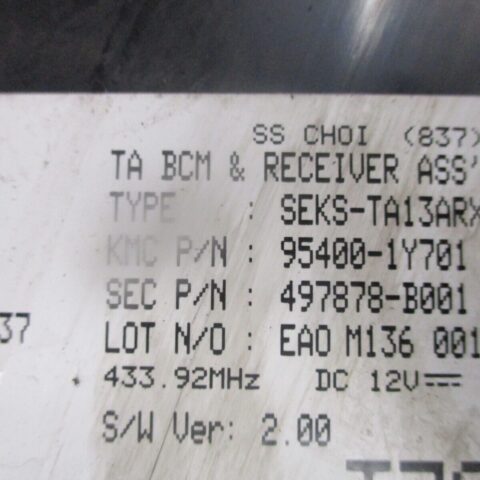 SS CHOI (837)
TA BCM & RECEIVER ASS'
TYPE : SEKS-TA13ARX
KMC P/N : 95400-1Y701
SEC P/N : 497878-B001
37
LOT N/O : EAO M136 001
433.92MHz DC 12V
S/W Ver: 2.00